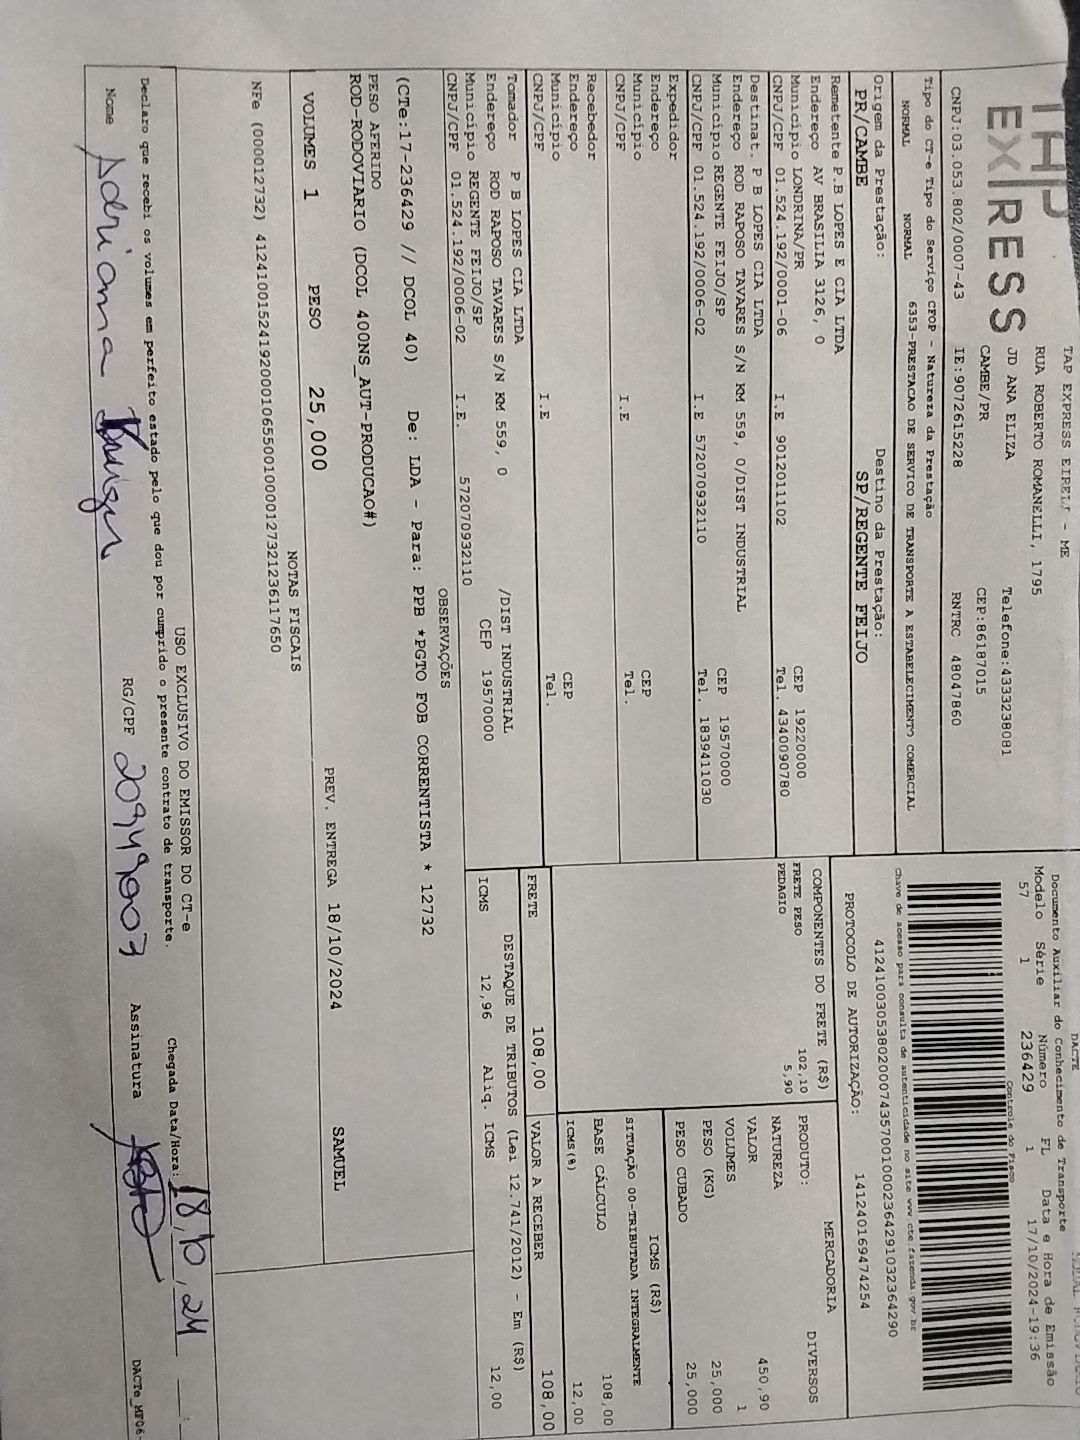 THP
EXPRESS
TAP EXPRESS EIRELI - ME
RUA ROBERTO ROMANELLI, 1795
JD ANA ELIZA
Telefone:4333238081
CAMBE/PR
CEP:86187015
CNPJ:03.053.802/0007-43
IE:9072615228
RNTRC 48047860
DACTE
Documento Auxiliar do Conhecimento de Transporte
Modelo Série Número FL Data e Hora de Emissão
57 1 236429 1 17/10/2024-19:36
Controle do Fisco
Chave de acesso para consulta de autenticidade no site www.cte.fazenda.gov.br
41241003053802000743570010002364291032364290
PROTOCOLO DE AUTORIZAÇÃO: 141240169474254
Tipo do CT-e Tipo do Serviço CFOP - Natureza da Prestação
NORMAL NORMAL 6353-PRESTACAO DE SERVICO DE TRANSPORTE A ESTABELECIMENTO COMERCIAL
Origem da Prestação: Destino da Prestação:
PR/CAMBE SP/REGENTE FEIJO
Remetente P.B LOPES E CIA LTDA
Endereço AV BRASILIA 3126, 0
Município LONDRINA/PR CEP 19220000
CNPJ/CPF 01.524.192/0001-06 I.E 9012011102 Tel. 4340090780
Destinat. P B LOPES CIA LTDA
Endereço ROD RAPOSO TAVARES S/N KM 559, 0/DIST INDUSTRIAL
Município REGENTE FEIJO/SP CEP 19570000
CNPJ/CPF 01.524.192/0006-02 I.E 572070932110 Tel. 1839411030
Expedidor
Endereço
Município CEP
CNPJ/CPF I.E Tel.
Recebedor
Endereço
Município CEP
CNPJ/CPF I.E Tel.
Tomador P B LOPES CIA LTDA
Endereço ROD RAPOSO TAVARES S/N KM 559, 0 /DIST INDUSTRIAL
Município REGENTE FEIJO/SP CEP 19570000
CNPJ/CPF 01.524.192/0006-02 I.E. 572070932110
COMPONENTES DO FRETE (R$)
FRETE PESO 102,10
PEDAGIO 5,90
MERCADORIA
PRODUTO: DIVERSOS
NATUREZA
VALOR 450,90
VOLUMES 1
PESO (KG) 25,000
PESO CUBADO 25,000
ICMS (R$)
SITUAÇÃO 00-TRIBUTADA INTEGRALMENTE
BASE CÁLCULO 108,00
ICMS(%) 12,00
FRETE 108,00 VALOR A RECEBER 108,00
DESTAQUE DE TRIBUTOS (Lei 12.741/2012) - Em (R$)
ICMS 12,96 Aliq. ICMS 12,00
OBSERVAÇÕES
(CTe:17-236429 // DCOL 40) De: LDA - Para: PPB *PGTO FOB CORRENTISTA * 12732
PESO AFERIDO
ROD-RODOVIARIO (DCOL 400NS_AUT-PRODUCAO#)
VOLUMES 1 PESO 25,000 PREV. ENTREGA 18/10/2024 SAMUEL
NOTAS FISCAIS
NFe (000012732) 41241001524192000106550010000127321236117650
USO EXCLUSIVO DO EMISSOR DO CT-e
Declaro que recebi os volumes em perfeito estado pelo que dou por cumprido o presente contrato de transporte.
Chegada Data/Hora: 18/10/24 __:
Nome Adriana RG/CPF 20949003 Assinatura
DACTe_MF06-